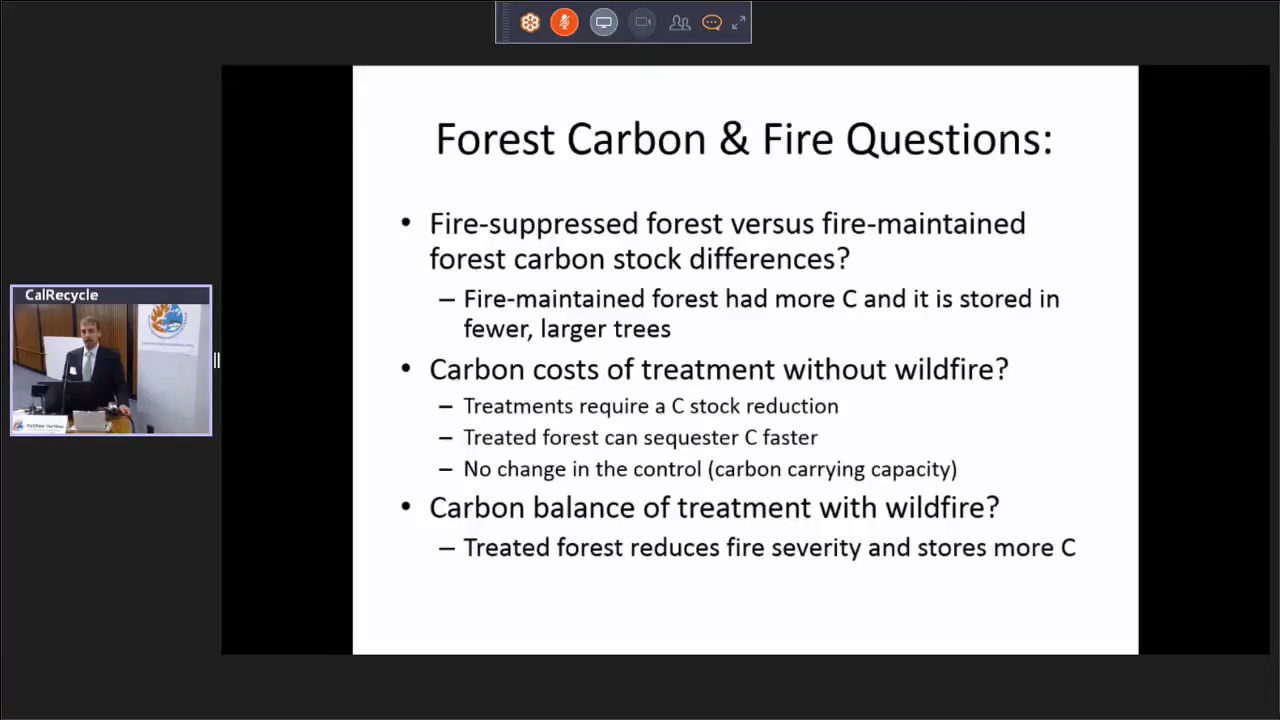 Forest Carbon & Fire Questions:
• Fire-suppressed forest versus fire-maintained
forest carbon stock differences?
– Fire-maintained forest had more C and it is stored in
fewer, larger trees
• Carbon costs of treatment without wildfire?
– Treatments require a C stock reduction
– Treated forest can sequester C faster
– No change in the control (carbon carrying capacity)
• Carbon balance of treatment with wildfire?
– Treated forest reduces fire severity and stores more C
CalRecycle